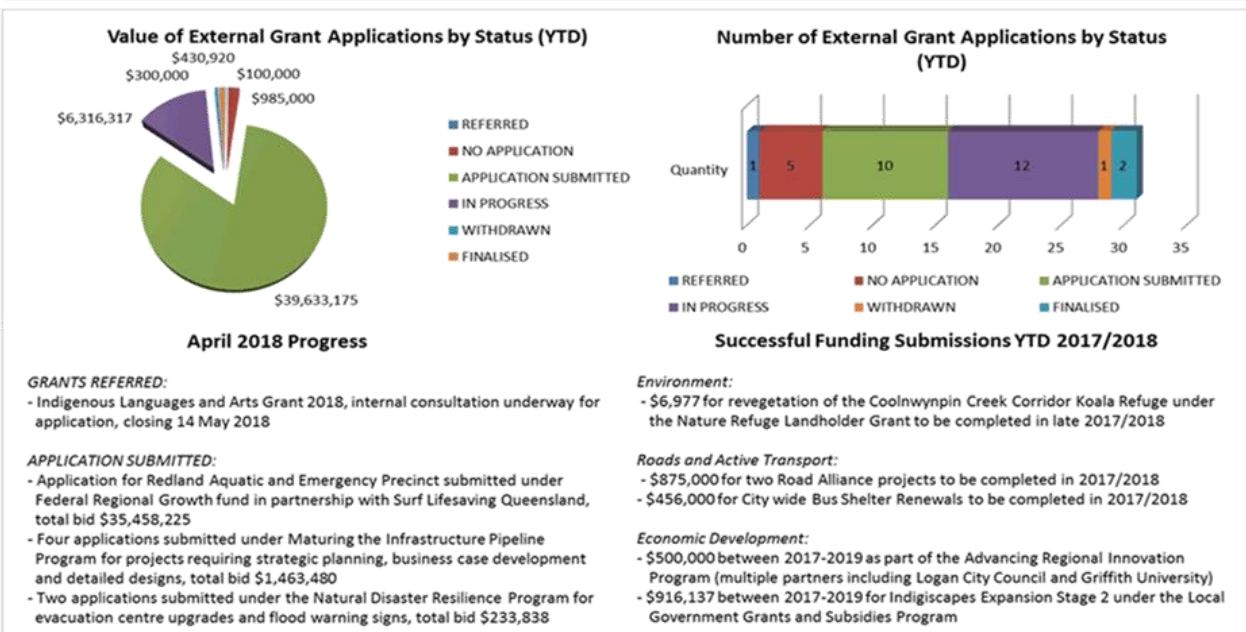 Value of External Grant Applications by Status (YTD)
$430,920
$300,000
$100,000
$985,000
$6,316,317
$39,633,175
REFERRED
NO APPLICATION
APPLICATION SUBMITTED
IN PROGRESS
WITHDRAWN
FINALISED
Number of External Grant Applications by Status
(YTD)
Quantity
1 5 10 12 1 2
0 5 10 15 20 25 30 35
REFERRED NO APPLICATION APPLICATION SUBMITTED
IN PROGRESS WITHDRAWN FINALISED
April 2018 Progress
GRANTS REFERRED:
- Indigenous Languages and Arts Grant 2018, internal consultation underway for
application, closing 14 May 2018
APPLICATION SUBMITTED:
- Application for Redland Aquatic and Emergency Precinct submitted under
Federal Regional Growth fund in partnership with Surf Lifesaving Queensland,
total bid $35,458,225
- Four applications submitted under Maturing the Infrastructure Pipeline
Program for projects requiring strategic planning, business case development
and detailed designs, total bid $1,463,480
- Two applications submitted under the Natural Disaster Resilience Program for
evacuation centre upgrades and flood warning signs, total bid $233,838
Successful Funding Submissions YTD 2017/2018
Environment:
- $6,977 for revegetation of the Coolnwynpin Creek Corridor Koala Refuge under
the Nature Refuge Landholder Grant to be completed in late 2017/2018
Roads and Active Transport:
- $875,000 for two Road Alliance projects to be completed in 2017/2018
- $456,000 for City wide Bus Shelter Renewals to be completed in 2017/2018
Economic Development:
- $500,000 between 2017-2019 as part of the Advancing Regional Innovation
Program (multiple partners including Logan City Council and Griffith University)
- $916,137 between 2017-2019 for Indigiscapes Expansion Stage 2 under the Local
Government Grants and Subsidies Program